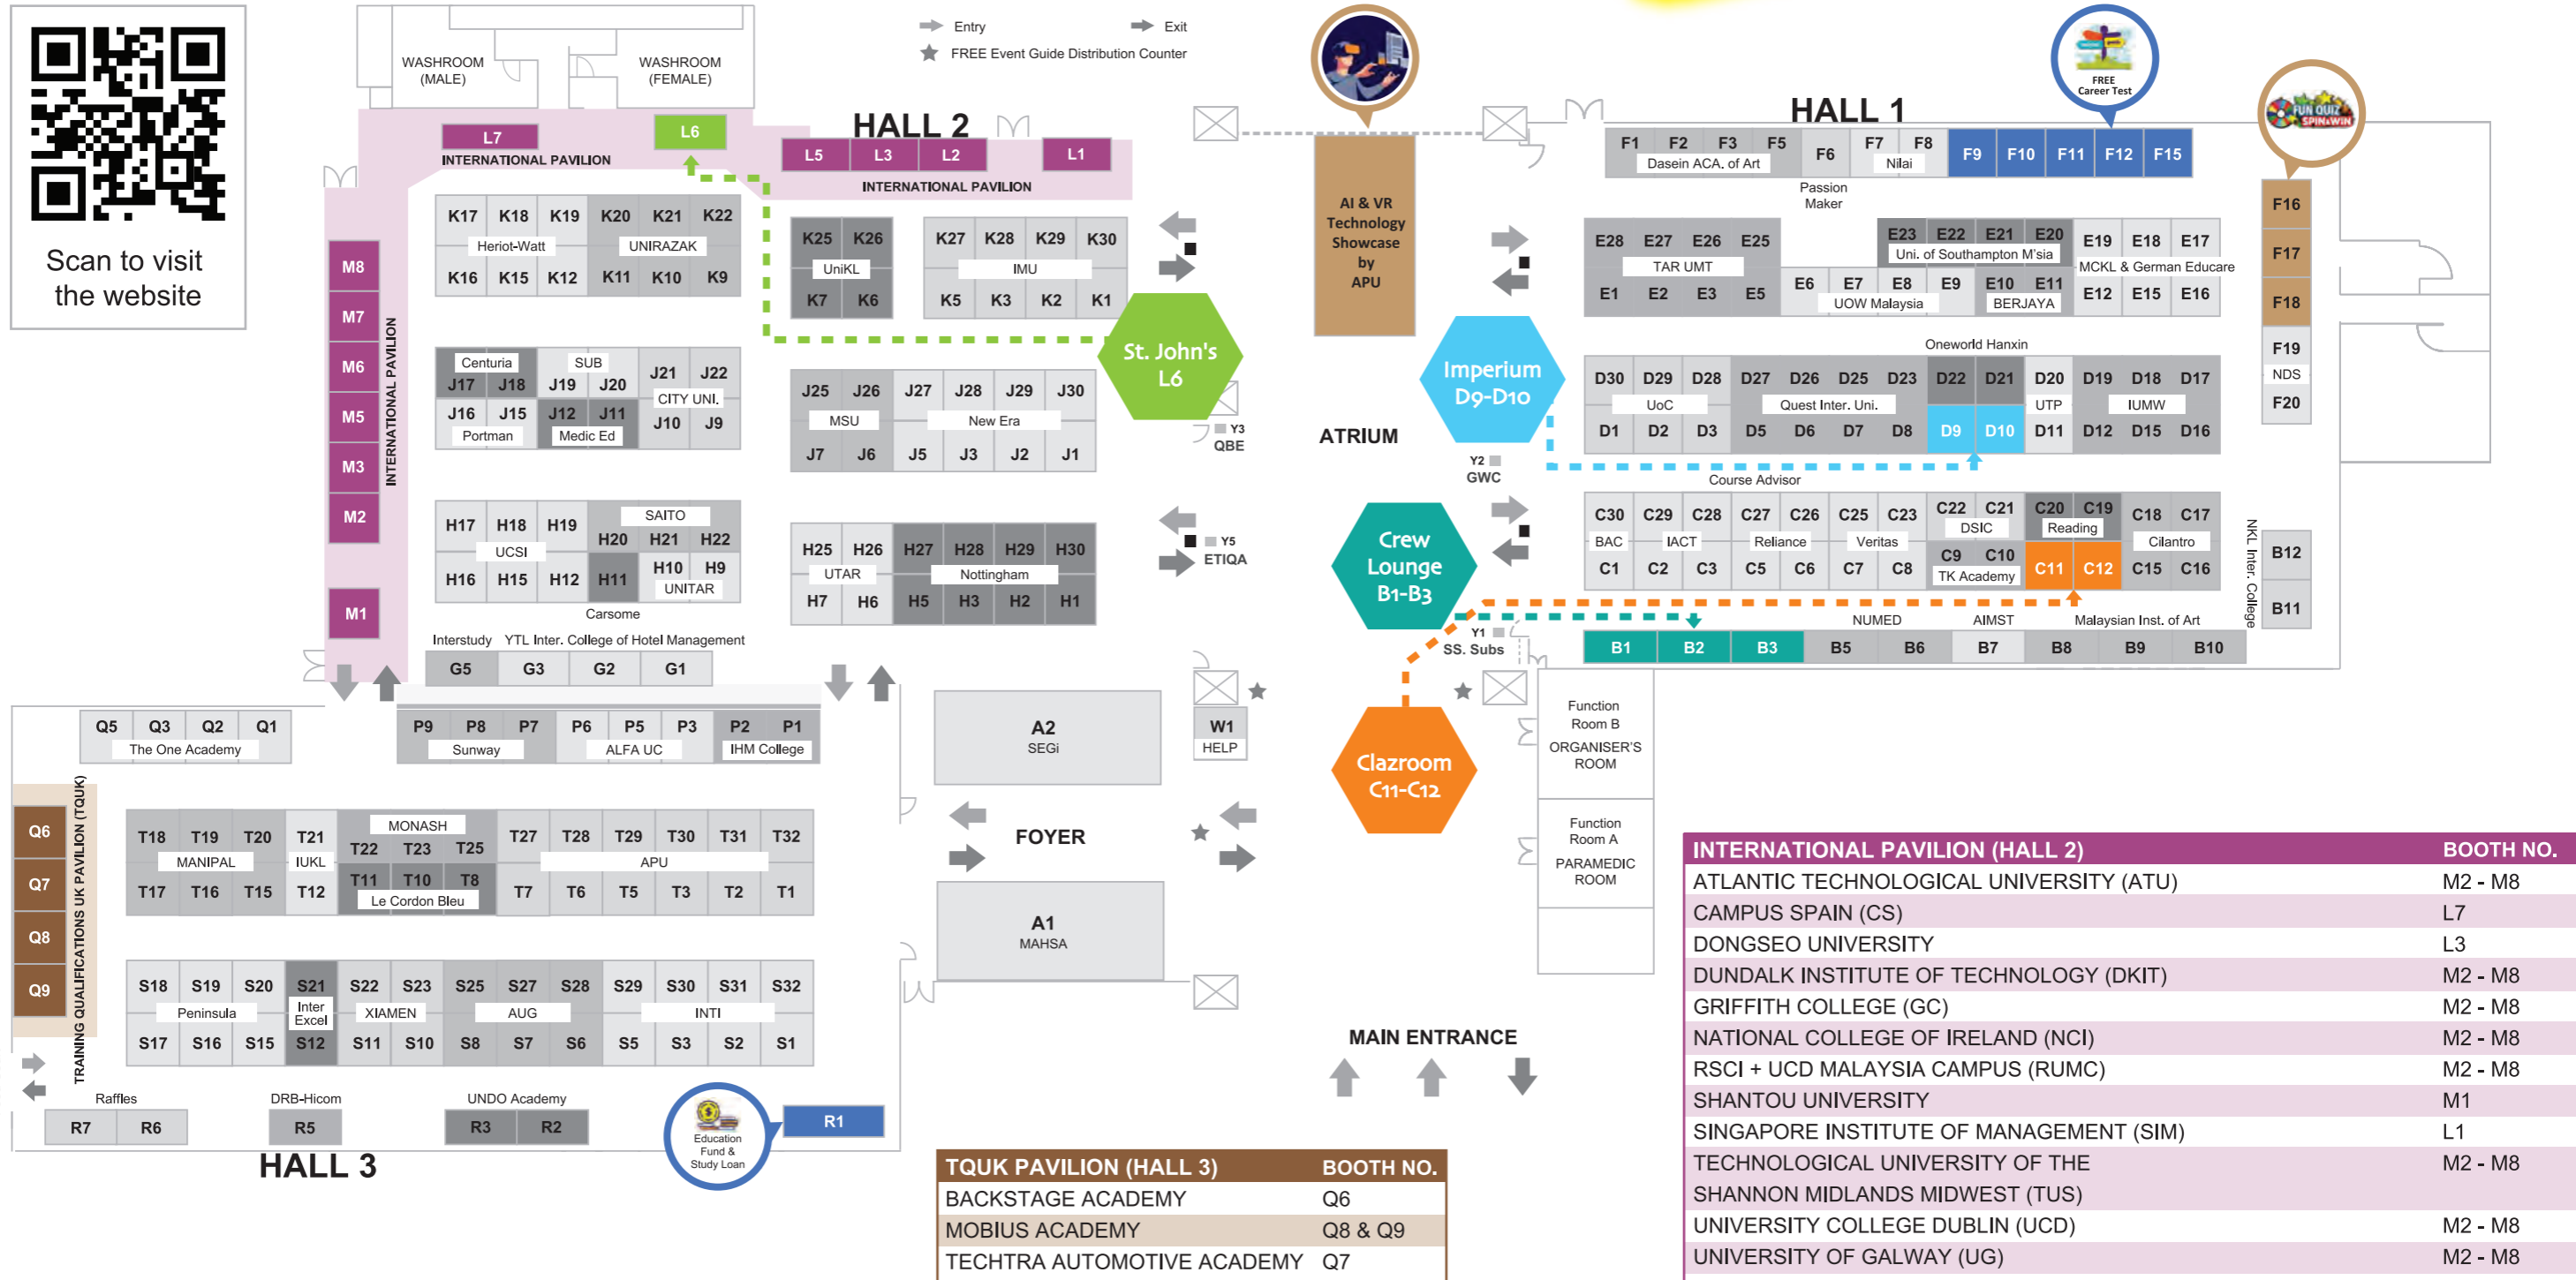 Scan to visit
the website
WASHROOM
(MALE)
WASHROOM
(FEMALE)
Entry
Exit
FREE Event Guide Distribution Counter
HALL 2
L7
L6
L5 L3 L2 L1
INTERNATIONAL PAVILION
INTERNATIONAL PAVILION
INTERNATIONAL PAVILION
M8
M7
M6
M5
M3
M2
M1
K17 K18 K19 K20 K21 K22
Heriot-Watt UNIRAZAK
K16 K15 K12 K11 K10 K9
K25 K26
UniKL
K7 K6
K27 K28 K29 K30
IMU
K5 K3 K2 K1
Centuria SUB
J17 J18 J19 J20 J21 J22
CITY UNI.
J16 J15 J12 J11 J10 J9
Portman Medic Ed
J25 J26 J27 J28 J29 J30
MSU New Era
J7 J6 J5 J3 J2 J1
St. John's
L6
Y3
QBE
SAITO
H17 H18 H19 H20 H21 H22
UCSI
H16 H15 H12 H11 H10 H9
UNITAR
Carsome
H25 H26 H27 H28 H29 H30
UTAR Nottingham
H7 H6 H5 H3 H2 H1
Y5
ETIQA
Interstudy YTL Inter. College of Hotel Management
G5 G3 G2 G1
AI & VR
Technology
Showcase
by
APU
ATRIUM
Imperium
D9-D10
Y2
GWC
Crew
Lounge
B1-B3
Y1
SS. Subs
Clazroom
C11-C12
HALL 1
FREE
Career Test
FUN QUIZ
SPIN&WIN
F1 F2 F3 F5 F6 F7 F8 F9 F10 F11 F12 F15
Dasein ACA. of Art Nilai
Passion
Maker
F16
F17
F18
F19
NDS
F20
E28 E27 E26 E25 E23 E22 E21 E20 E19 E18 E17
TAR UMT Uni. of Southampton M'sia MCKL & German Educare
E1 E2 E3 E5 E6 E7 E8 E9 E10 E11 E12 E15 E16
UOW Malaysia BERJAYA
Oneworld Hanxin
D30 D29 D28 D27 D26 D25 D23 D22 D21 D20 D19 D18 D17
UoC Quest Inter. Uni. UTP IUMW
D1 D2 D3 D5 D6 D7 D8 D9 D10 D11 D12 D15 D16
Course Advisor
C30 C29 C28 C27 C26 C25 C23 C22 C21 C20 C19 C18 C17
BAC IACT Reliance Veritas DSIC Reading Cilantro
C1 C2 C3 C5 C6 C7 C8 C9 C10 C11 C12 C15 C16
TK Academy
NKL Inter. College
B12
B11
NUMED AIMST Malaysian Inst. of Art
B1 B2 B3 B5 B6 B7 B8 B9 B10
Function
Room B
ORGANISER'S
ROOM
Function
Room A
PARAMEDIC
ROOM
Q5 Q3 Q2 Q1
The One Academy
P9 P8 P7 P6 P5 P3 P2 P1
Sunway ALFA UC IHM College
A2
SEGi
W1
HELP
FOYER
A1
MAHSA
MAIN ENTRANCE
TRAINING QUALIFICATIONS UK PAVILION (TQUK)
Q6
Q7
Q8
Q9
MONASH
T18 T19 T20 T21 T22 T23 T25 T27 T28 T29 T30 T31 T32
MANIPAL IUKL APU
T17 T16 T15 T12 T11 T10 T8 T7 T6 T5 T3 T2 T1
Le Cordon Bleu
S18 S19 S20 S21 S22 S23 S25 S27 S28 S29 S30 S31 S32
Peninsula Inter
Excel XIAMEN AUG INTI
S17 S16 S15 S12 S11 S10 S8 S7 S6 S5 S3 S2 S1
Raffles DRB-Hicom UNDO Academy
R7 R6 R5 R3 R2 R1
Education
Fund &
Study Loan
HALL 3
TQUK PAVILION (HALL 3) BOOTH NO.
BACKSTAGE ACADEMY Q6
MOBIUS ACADEMY Q8 & Q9
TECHTRA AUTOMOTIVE ACADEMY Q7
INTERNATIONAL PAVILION (HALL 2) BOOTH NO.
ATLANTIC TECHNOLOGICAL UNIVERSITY (ATU) M2 - M8
CAMPUS SPAIN (CS) L7
DONGSEO UNIVERSITY L3
DUNDALK INSTITUTE OF TECHNOLOGY (DKIT) M2 - M8
GRIFFITH COLLEGE (GC) M2 - M8
NATIONAL COLLEGE OF IRELAND (NCI) M2 - M8
RSCI + UCD MALAYSIA CAMPUS (RUMC) M2 - M8
SHANTOU UNIVERSITY M1
SINGAPORE INSTITUTE OF MANAGEMENT (SIM) L1
TECHNOLOGICAL UNIVERSITY OF THE M2 - M8
SHANNON MIDLANDS MIDWEST (TUS)
UNIVERSITY COLLEGE DUBLIN (UCD) M2 - M8
UNIVERSITY OF GALWAY (UG) M2 - M8